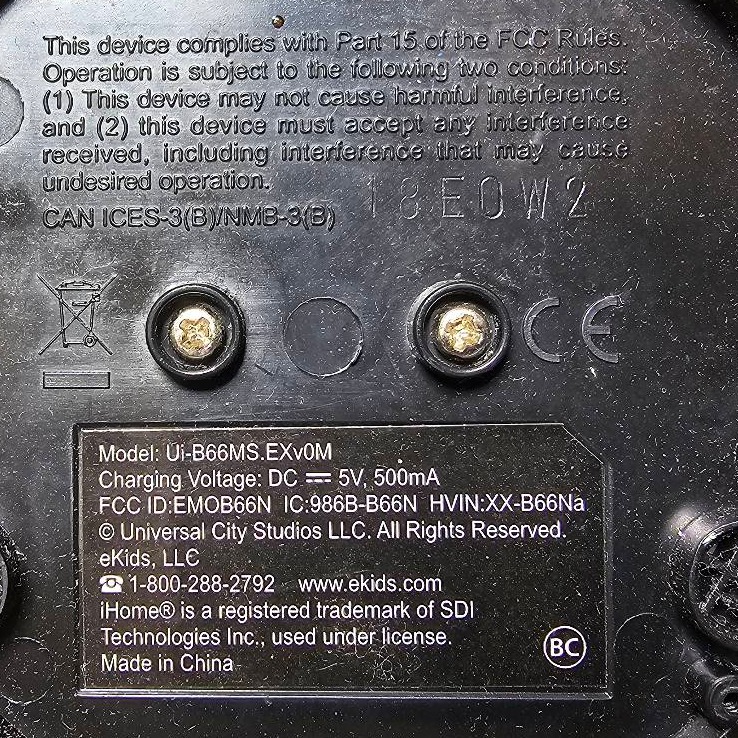 This device complies with Part 15 of the FCC Rules.
Operation is subject to the following two conditions:
(1) This device may not cause harmful interference,
and (2) this device must accept any interference
received, including interference that may cause
undesired operation.
CAN ICES-3(B)/NMB-3(B)
18E0W2
CE
Model: Ui-B66MS.EXv0M
Charging Voltage: DC ⎓ 5V, 500mA
FCC ID:EMOB66N IC:986B-B66N HVIN:XX-B66Na
© Universal City Studios LLC. All Rights Reserved.
eKids, LLC
☎ 1-800-288-2792 www.ekids.com
iHome® is a registered trademark of SDI
Technologies Inc., used under license.
Made in China
BC